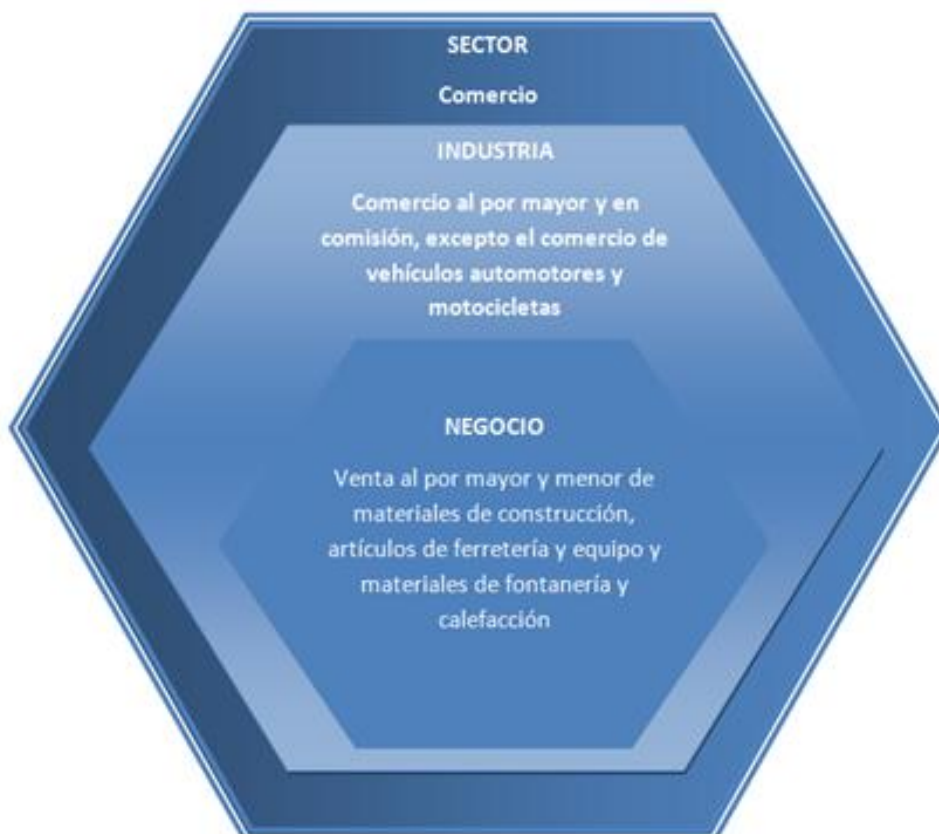 SECTOR
Comercio
INDUSTRIA
Comercio al por mayor y en
comisión, excepto el comercio de
vehículos automotores y
motocicletas
NEGOCIO
Venta al por mayor y menor de
materiales de construcción,
artículos de ferretería y equipo y
materiales de fontanería y
calefacción